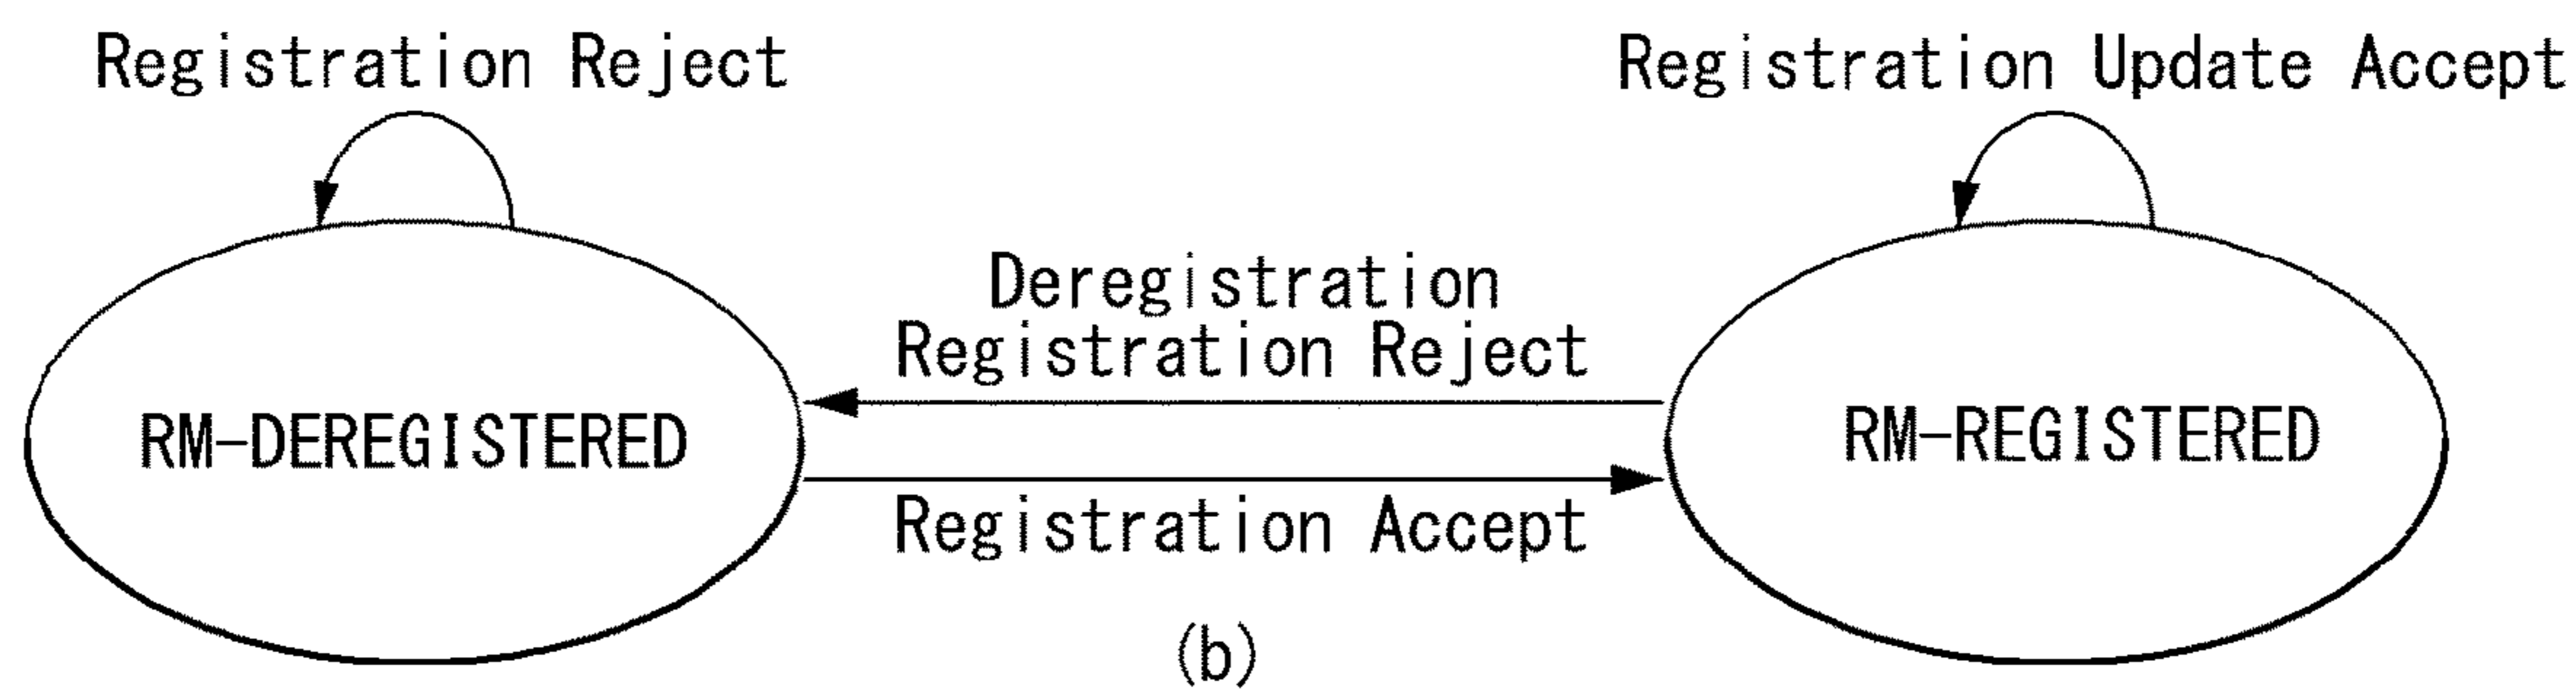 Registration Reject
Registration Update Accept
Deregistration
Registration Reject
RM-DEREGISTERED
RM-REGISTERED
Registration Accept
(b)